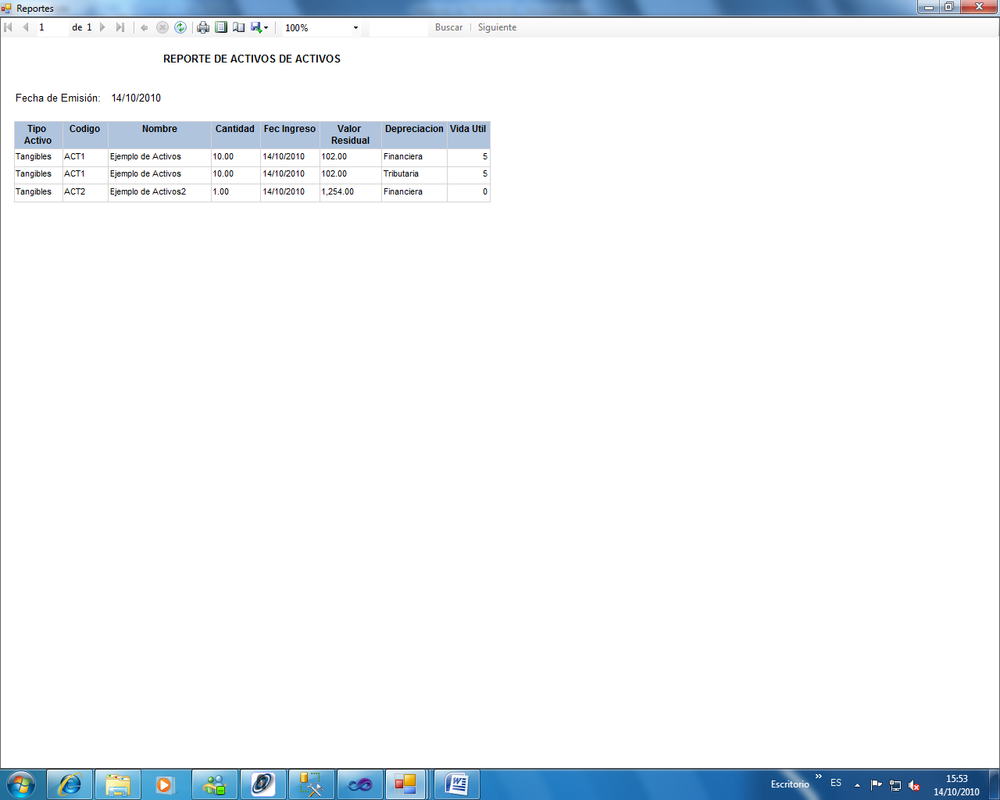 Reportes
1 de 1 100% Buscar Siguiente
REPORTE DE ACTIVOS DE ACTIVOS
Fecha de Emisión: 14/10/2010
Tipo Activo Codigo Nombre Cantidad Fec Ingreso Valor Residual Depreciacion Vida Util
Tangibles ACT1 Ejemplo de Activos 10.00 14/10/2010 102.00 Financiera 5
Tangibles ACT1 Ejemplo de Activos 10.00 14/10/2010 102.00 Tributaria 5
Tangibles ACT2 Ejemplo de Activos2 1.00 14/10/2010 1,254.00 Financiera 0
Escritorio » ES 15:53
14/10/2010